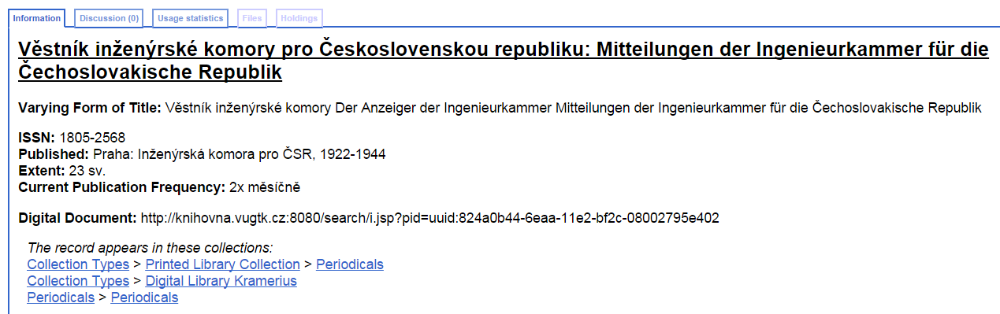 Information Discussion (0) Usage statistics Files Holdings
Věstník inženýrské komory pro Československou republiku: Mitteilungen der Ingenieurkammer für die
Čechoslovakische Republik
Varying Form of Title: Věstník inženýrské komory Der Anzeiger der Ingenieurkammer Mitteilungen der Ingenieurkammer für die Čechoslovakische Republik
ISSN: 1805-2568
Published: Praha: Inženýrská komora pro ČSR, 1922-1944
Extent: 23 sv.
Current Publication Frequency: 2x měsíčně
Digital Document: http://knihovna.vugtk.cz:8080/search/i.jsp?pid=uuid:824a0b44-6eaa-11e2-bf2c-08002795e402
The record appears in these collections:
Collection Types > Printed Library Collection > Periodicals
Collection Types > Digital Library Kramerius
Periodicals > Periodicals